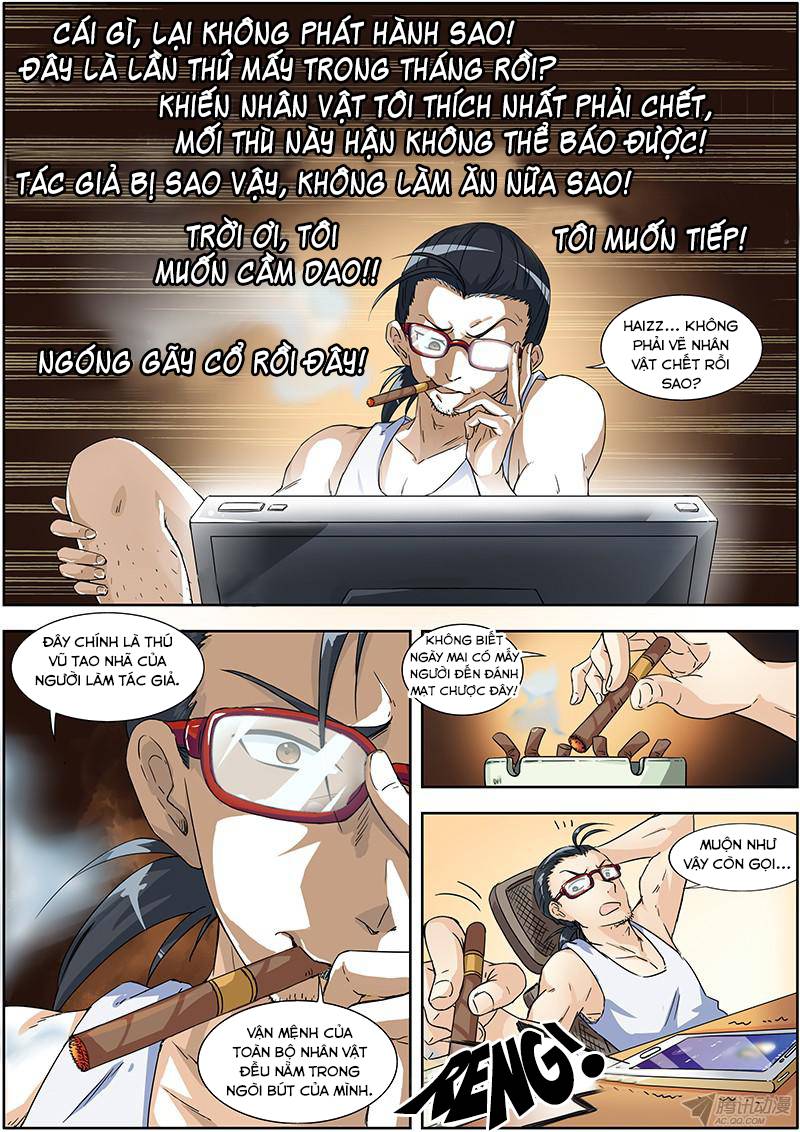 CÁI GÌ, LẠI KHÔNG PHÁT HÀNH SAO!
ĐÂY LÀ LẦN THỨ MẤY TRONG THÁNG RỒI?
KHIẾN NHÂN VẬT TÔI THÍCH NHẤT PHẢI CHẾT,
MỐI THÙ NÀY HẬN KHÔNG THỂ BÁO ĐƯỢC!
TÁC GIẢ BỊ SAO VẬY, KHÔNG LÀM ĂN NỮA SAO!
TRỜI ƠI, TÔI
MUỐN CẦM DAO!!
TÔI MUỐN TIẾP!
NGÓNG GÃY CỔ RỒI ĐÂY!
HAIZZ... KHÔNG
PHẢI VẼ NHÂN
VẬT CHẾT RỒI
SAO?
ĐÂY CHÍNH LÀ THÚ
VŨ TAO NHÃ CỦA
NGƯỜI LÀM TÁC GIẢ.
VẬN MỆNH CỦA
TOÀN BỘ NHÂN VẬT
ĐỀU NẰM TRONG
NGÒI BÚT CỦA MÌNH.
KHÔNG BIẾT
NGÀY MAI CÓ MẤY
NGƯỜI ĐẾN ĐÁNH
MẠT CHƯỢC ĐÂY!
MUỘN NHƯ
VẬY CÒN GỌI...
RENG!
腾讯动漫
AC.QQ.COM